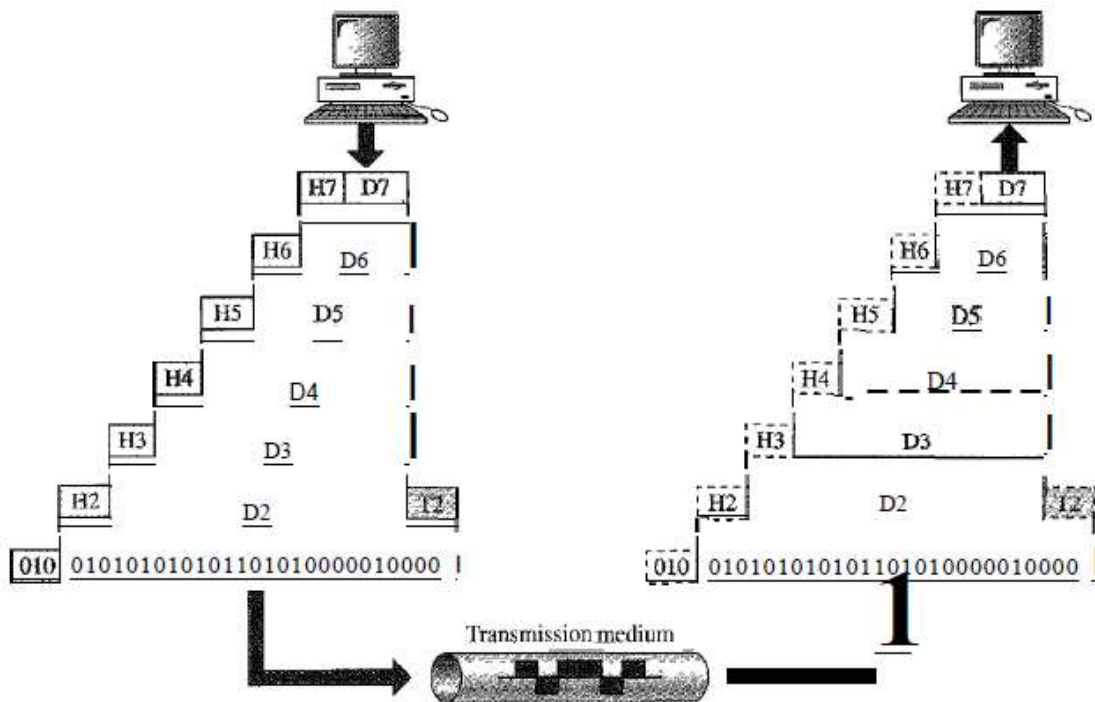 H7 D7
H6 D6
H5 D5
H4 D4
H3 D3
H2 D2 T2
010 010101010101101010000010000
H7 D7
H6 D6
H5 D5
H4 D4
H3 D3
H2 D2 T2
010 010101010101101010000010000
1
Transmission medium